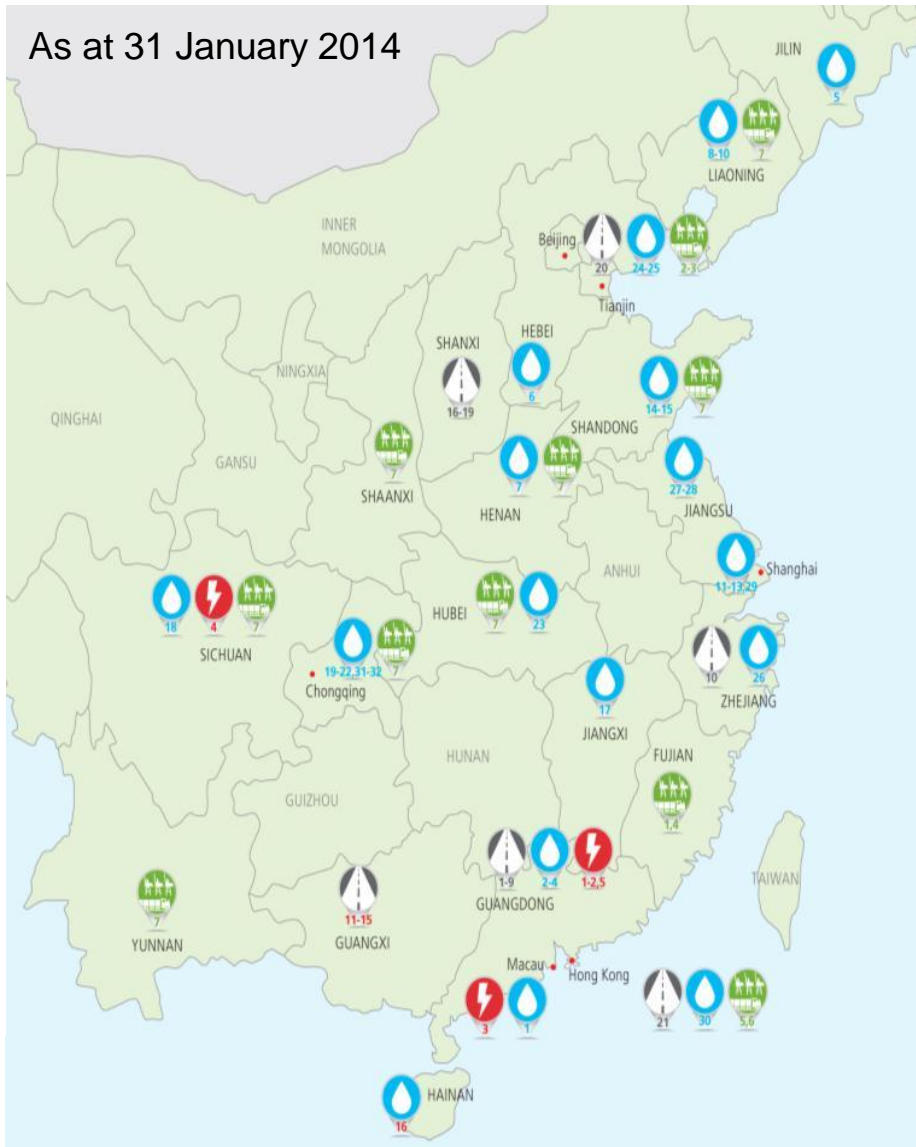 As at 31 January 2014
JILIN
5
8-10
7
LIAONING
INNER
MONGOLIA
Beijing
20
24-25
2-3
Tianjin
HEBEI
SHANXI
NINGXIA
16-19
6
14-15
7
QINGHAI
SHANDONG
GANSU
7
SHAANXI
7
7
HENAN
27-28
JIANGSU
ANHUI
Shanghai
11-13,29
18
4
7
SICHUAN
HUBEI
7
23
19-22,31-32
7
Chongqing
10
26
ZHEJIANG
17
JIANGXI
HUNAN
FUJIAN
GUIZHOU
1,4
1-9
2-4
1-2,5
GUANGDONG
TAIWAN
7
YUNNAN
11-15
GUANGXI
Macau
Hong Kong
3
1
21
30
5,6
HAINAN
16